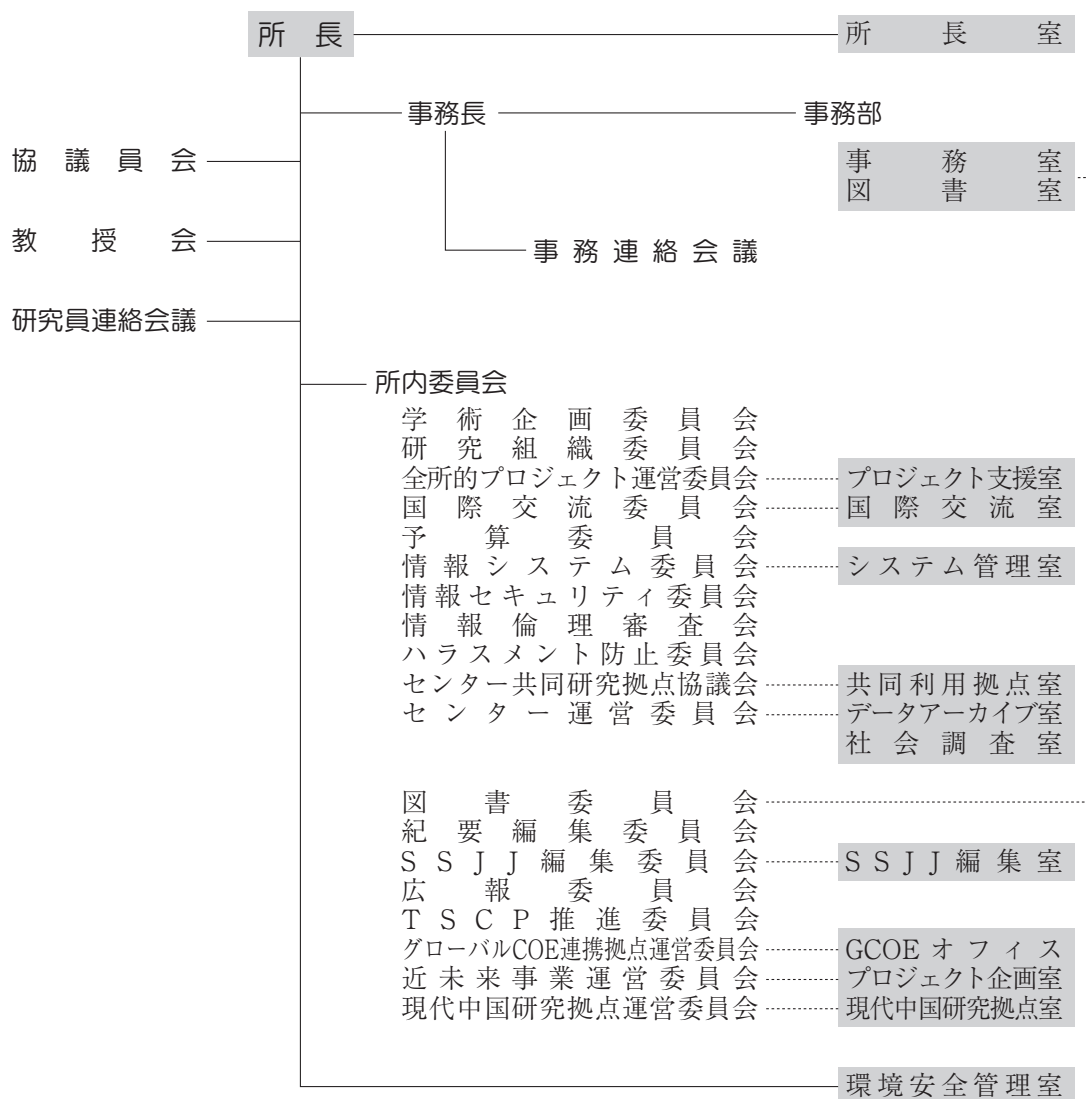 所長
所長室
事務長
事務部
協議員会
事務室
図書室
教授会
事務連絡会議
研究員連絡会議
所内委員会
学術企画委員会
研究組織委員会
全所的プロジェクト運営委員会
プロジェクト支援室
国際交流委員会
国際交流室
予算委員会
情報システム委員会
システム管理室
情報セキュリティ委員会
情報倫理審査会
ハラスメント防止委員会
センター共同研究拠点協議会
共同利用拠点室
センター運営委員会
データアーカイブ室
社会調査室
図書委員会
紀要編集委員会
SSJJ編集委員会
SSJJ編集室
広報委員会
TSCP推進委員会
グローバルCOE連携拠点運営委員会
GCOEオフィス
近未来事業運営委員会
プロジェクト企画室
現代中国研究拠点運営委員会
現代中国研究拠点室
環境安全管理室